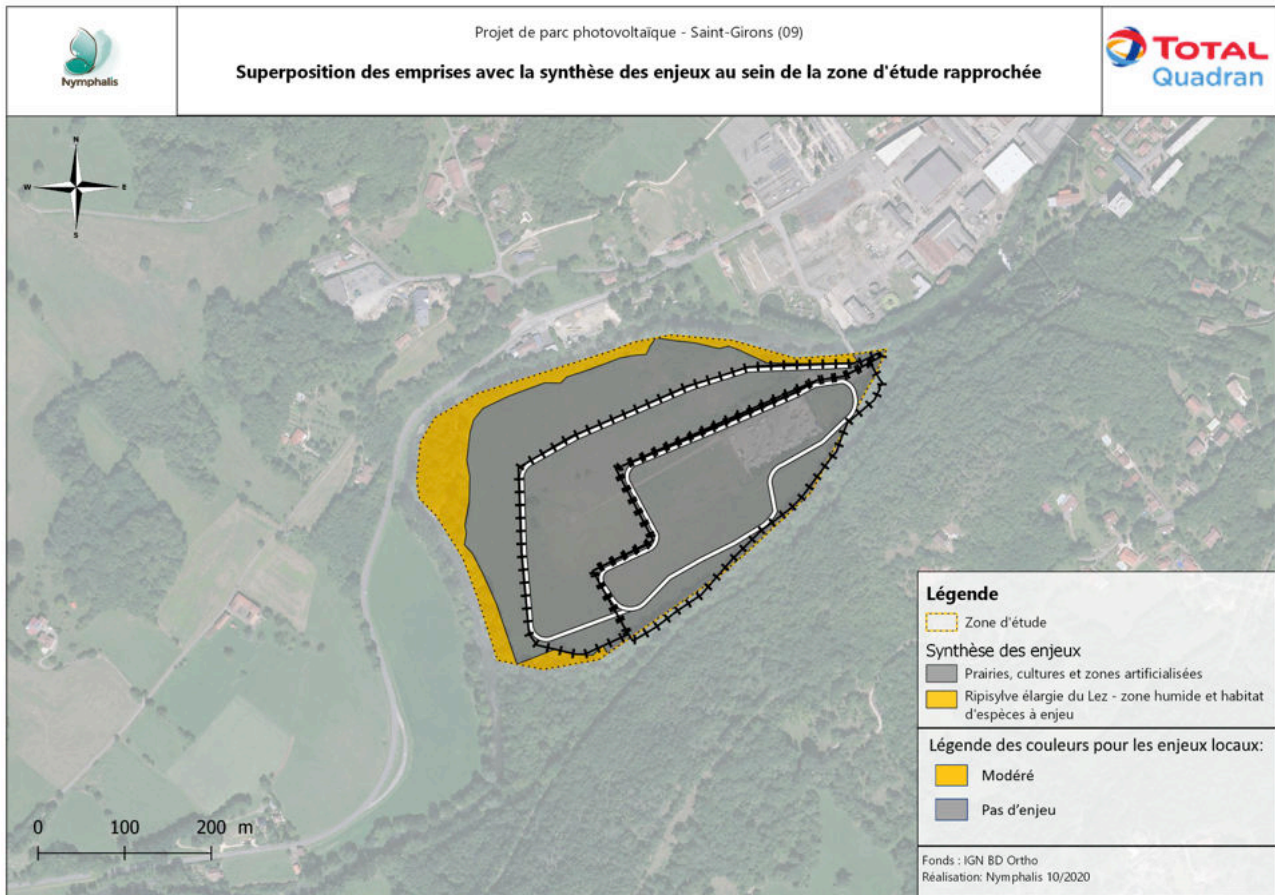 Nymphalis
Projet de parc photovoltaïque - Saint-Girons (09)
Superposition des emprises avec la synthèse des enjeux au sein de la zone d'étude rapprochée
TOTAL
Quadran
N
W E
S
Légende
Zone d'étude
Synthèse des enjeux
Prairies, cultures et zones artificialisées
Ripisylve élargie du Lez - zone humide et habitat
d'espèces à enjeu
Légende des couleurs pour les enjeux locaux:
Modéré
Pas d'enjeu
0 100 200 m
Fonds : IGN BD Ortho
Réalisation: Nymphalis 10/2020